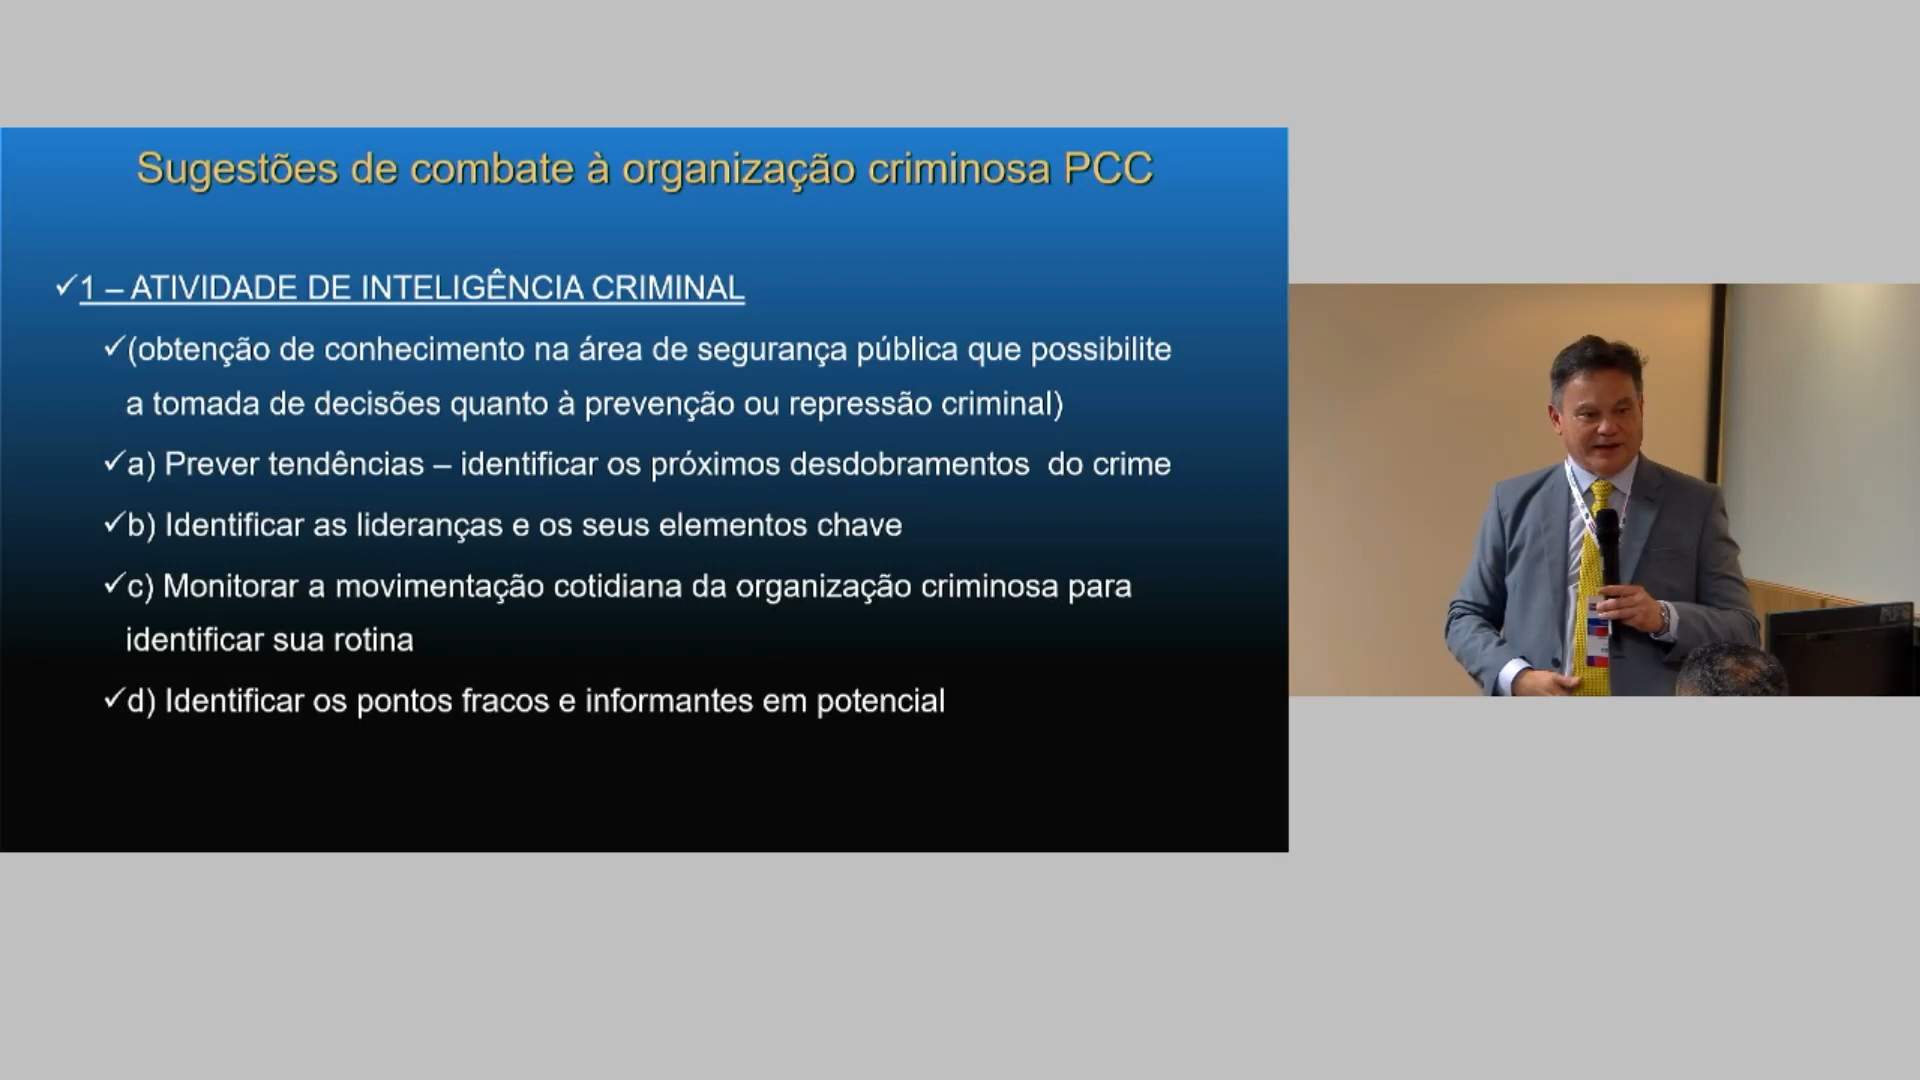 Sugestões de combate à organização criminosa PCC
✓1 – ATIVIDADE DE INTELIGÊNCIA CRIMINAL
✓(obtenção de conhecimento na área de segurança pública que possibilite
a tomada de decisões quanto à prevenção ou repressão criminal)
✓a) Prever tendências – identificar os próximos desdobramentos  do crime
✓b) Identificar as lideranças e os seus elementos chave
✓c) Monitorar a movimentação cotidiana da organização criminosa para
identificar sua rotina
✓d) Identificar os pontos fracos e informantes em potencial